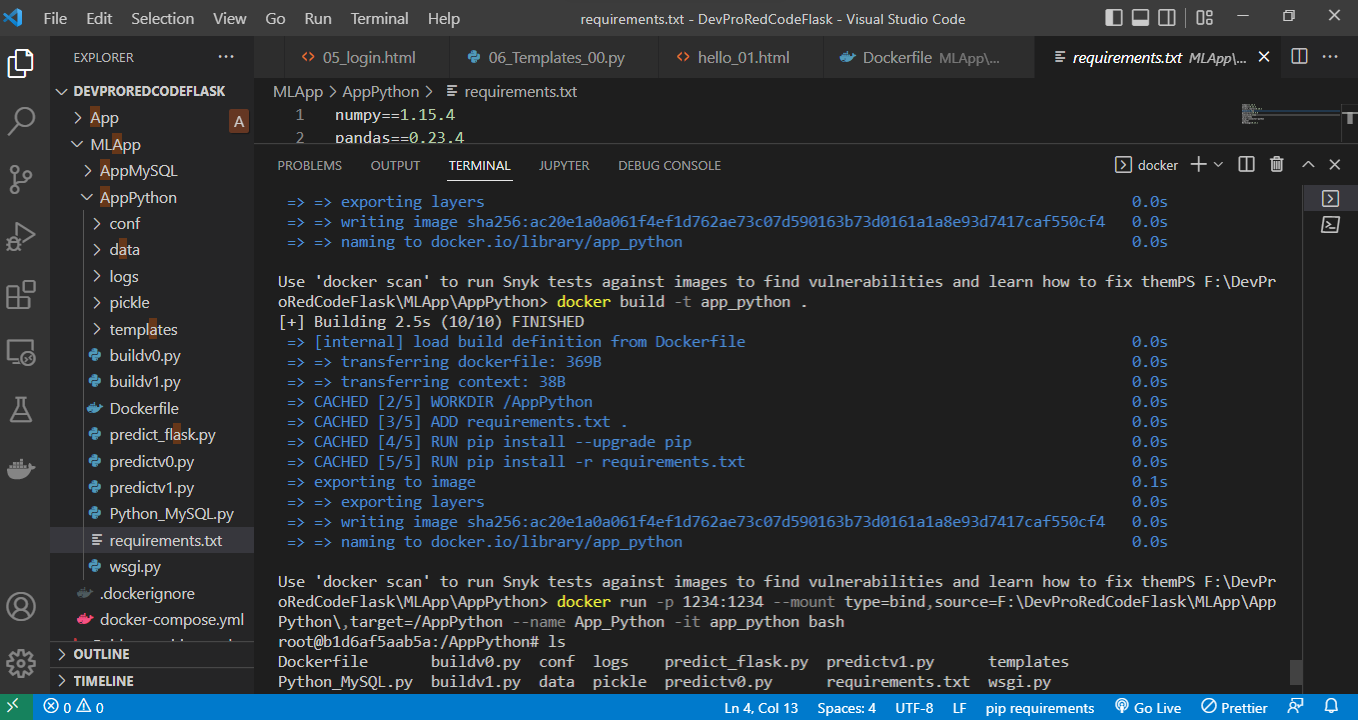 File Edit Selection View Go Run Terminal Help requirements.txt - DevProRedCodeFlask - Visual Studio Code
EXPLORER ···
05_login.html 06_Templates_00.py hello_01.html Dockerfile MLApp\... requirements.txt MLApp\...
DEVPROREDCODEFLASK
App A
MLApp
AppMySQL
AppPython
conf
data
logs
pickle
templates
buildv0.py
buildv1.py
Dockerfile
predict_flask.py
predictv0.py
predictv1.py
Python_MySQL.py
requirements.txt
wsgi.py
.dockerignore
docker-compose.yml
OUTLINE
TIMELINE
MLApp > AppPython > requirements.txt
1 numpy==1.15.4
2 pandas==0.23.4
PROBLEMS OUTPUT TERMINAL JUPYTER DEBUG CONSOLE docker
=> => exporting layers 0.0s
=> => writing image sha256:ac20e1a0a061f4ef1d762ae73c07d590163b73d0161a1a8e93d7417caf550cf4 0.0s
=> => naming to docker.io/library/app_python 0.0s
Use 'docker scan' to run Snyk tests against images to find vulnerabilities and learn how to fix themPS F:\DevPr
oRedCodeFlask\MLApp\AppPython> docker build -t app_python .
[+] Building 2.5s (10/10) FINISHED
=> [internal] load build definition from Dockerfile 0.0s
=> => transferring dockerfile: 369B 0.0s
=> => transferring context: 38B 0.0s
=> CACHED [2/5] WORKDIR /AppPython 0.0s
=> CACHED [3/5] ADD requirements.txt . 0.0s
=> CACHED [4/5] RUN pip install --upgrade pip 0.0s
=> CACHED [5/5] RUN pip install -r requirements.txt 0.0s
=> exporting to image 0.1s
=> => exporting layers 0.0s
=> => writing image sha256:ac20e1a0a061f4ef1d762ae73c07d590163b73d0161a1a8e93d7417caf550cf4 0.0s
=> => naming to docker.io/library/app_python 0.0s
Use 'docker scan' to run Snyk tests against images to find vulnerabilities and learn how to fix themPS F:\DevPr
oRedCodeFlask\MLApp\AppPython> docker run -p 1234:1234 --mount type=bind,source=F:\DevProRedCodeFlask\MLApp\App
Python\,target=/AppPython --name App_Python -it app_python bash
root@b1d6af5aab5a:/AppPython# ls
Dockerfile buildv0.py conf logs predict_flask.py predictv1.py templates
Python_MySQL.py buildv1.py data pickle predictv0.py requirements.txt wsgi.py
0 0 Ln 4, Col 13 Spaces: 4 UTF-8 LF pip requirements Go Live Prettier